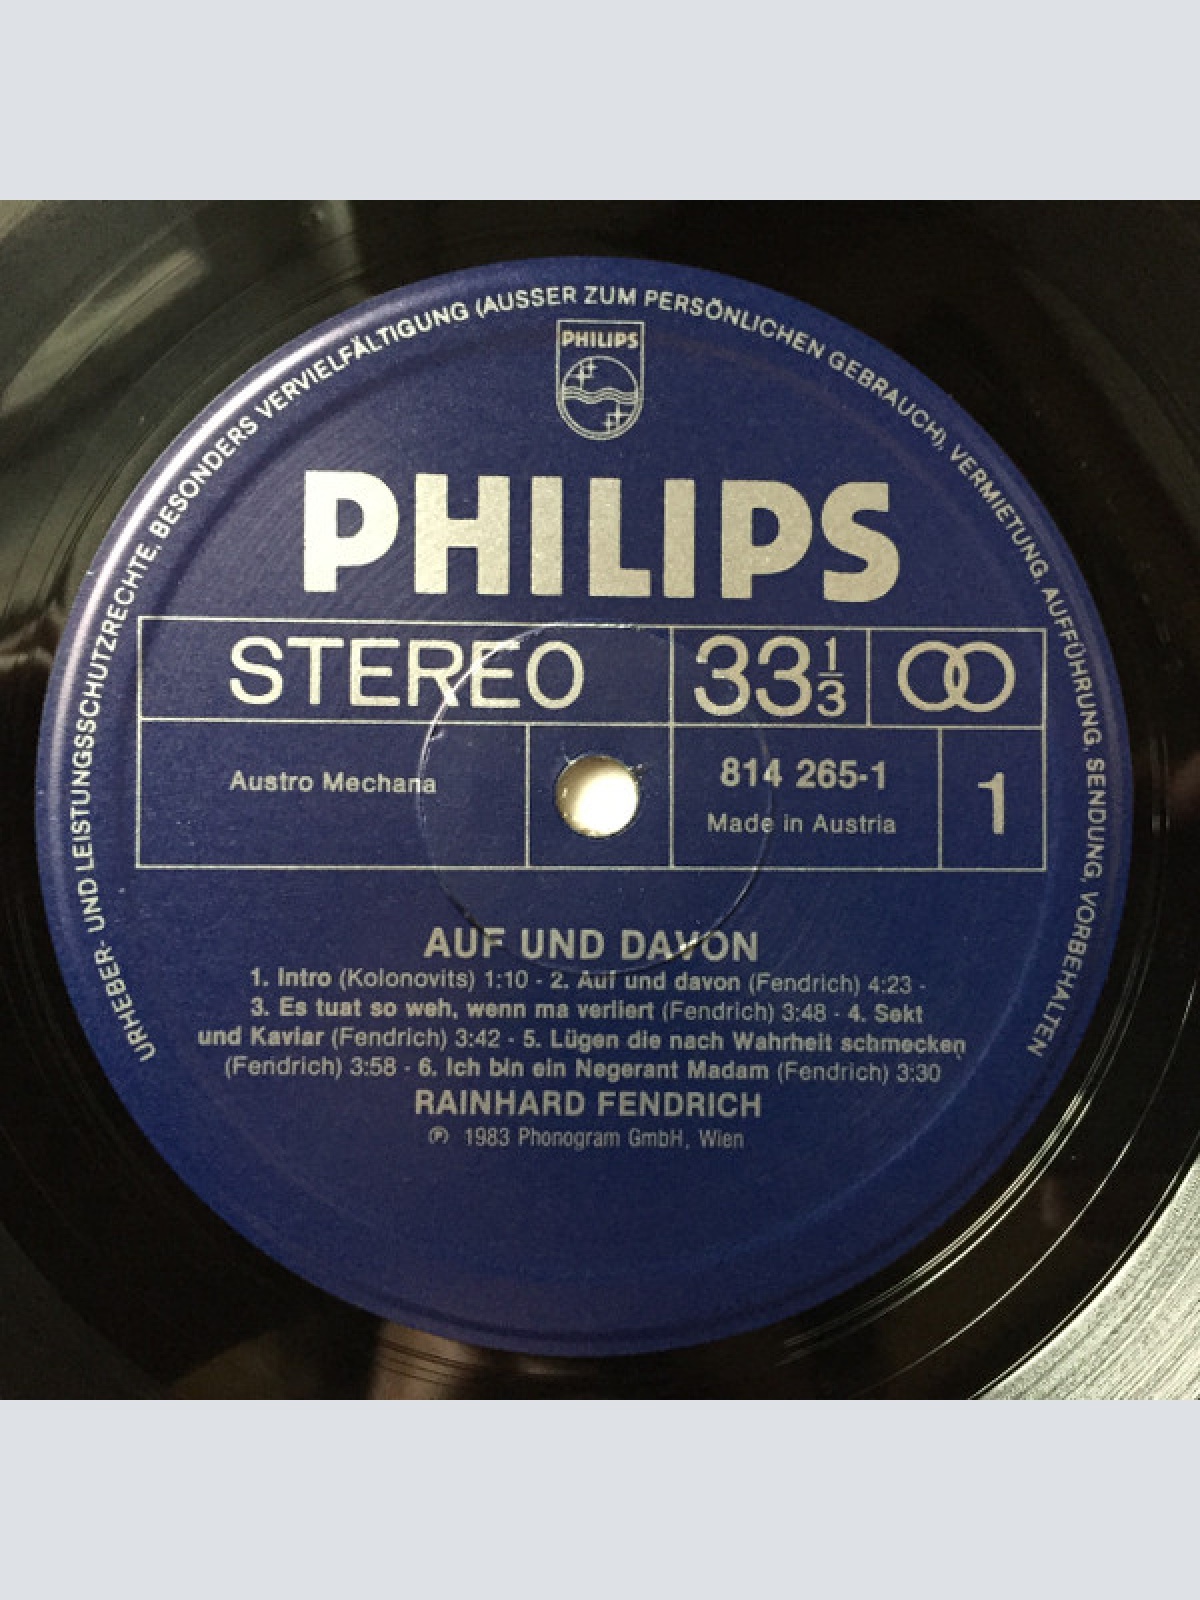 URHEBER- UND LEISTUNGSSCHUTZRECHTE, BESONDERS VERVIELFÄLTIGUNG (AUSSER ZUM PERSÖNLICHEN GEBRAUCH), VERMIETUNG, AUFFÜHRUNG, SENDUNG, VORBEHALTEN
PHILIPS
PHILIPS
STEREO 33 1/3
Austro Mechana
814 265-1
Made in Austria
1
AUF UND DAVON
1. Intro (Kolonovits) 1:10 - 2. Auf und davon (Fendrich) 4:23 -
3. Es tuat so weh, wenn ma verliert (Fendrich) 3:48 - 4. Sekt
und Kaviar (Fendrich) 3:42 - 5. Lügen die nach Wahrheit schmecken
(Fendrich) 3:58 - 6. Ich bin ein Negerant Madam (Fendrich) 3:30
RAINHARD FENDRICH
℗ 1983 Phonogram GmbH, Wien